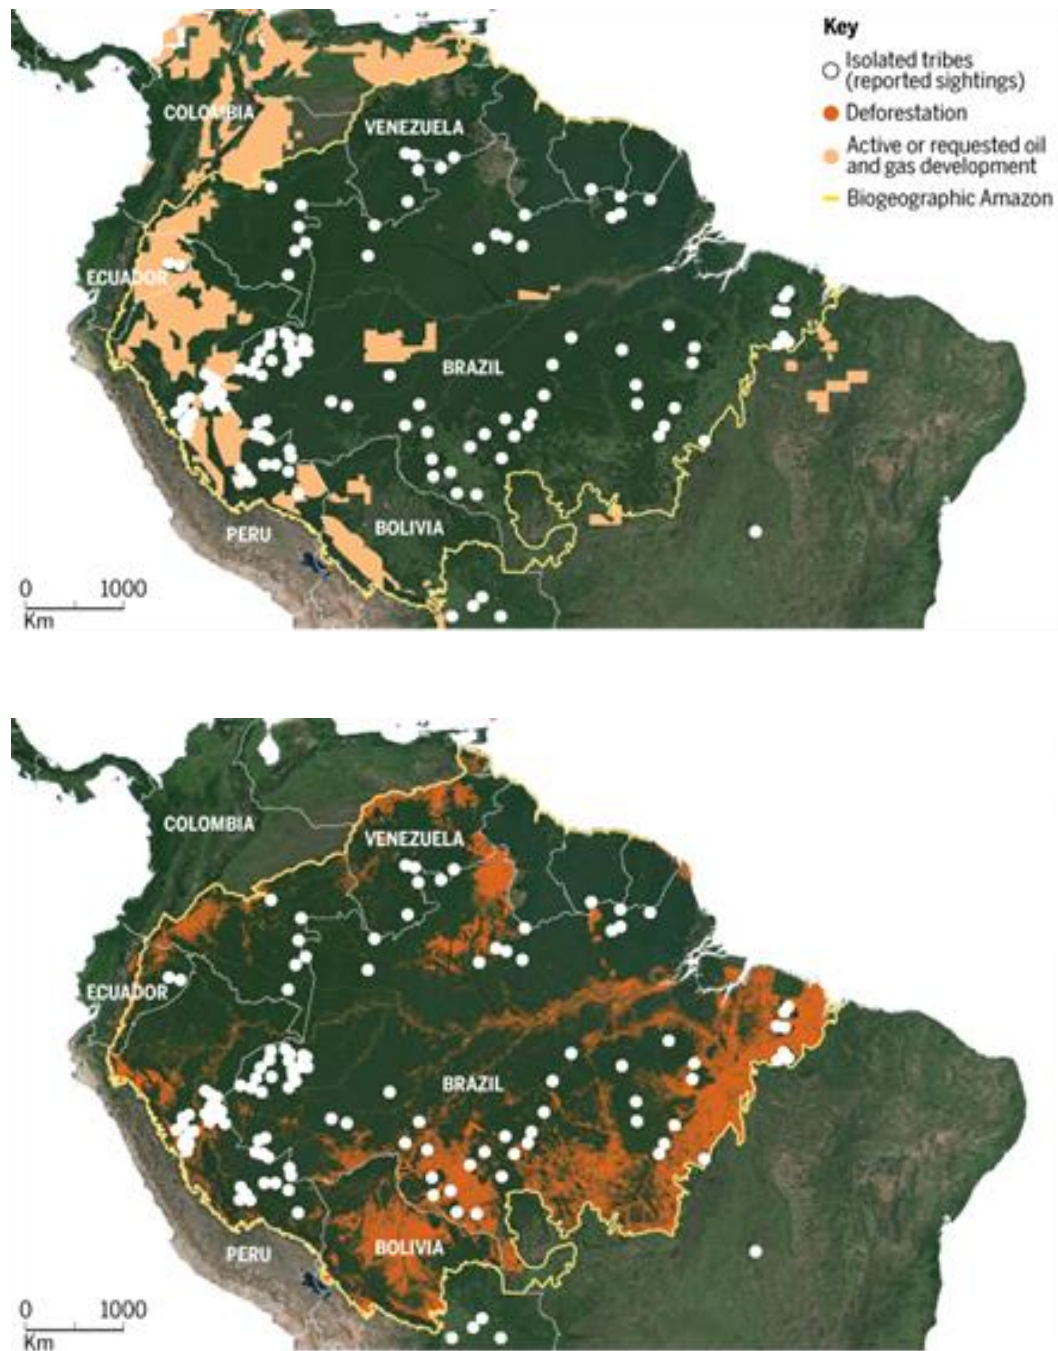 Key
Isolated tribes
(reported sightings)
Deforestation
Active or requested oil
and gas development
Biogeographic Amazon
COLOMBIA
VENEZUELA
ECUADOR
BRAZIL
PERU
BOLIVIA
0 1000
Km
COLOMBIA
VENEZUELA
ECUADOR
BRAZIL
PERU
BOLIVIA
0 1000
Km